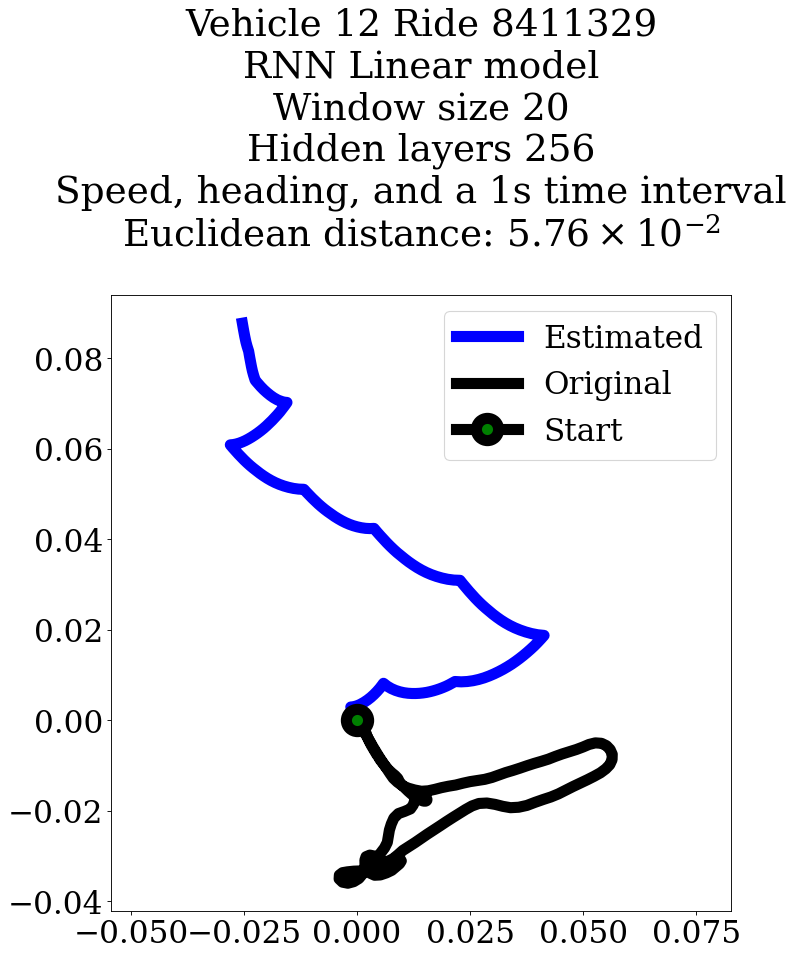 Vehicle 12 Ride 8411329
RNN Linear model
Window size 20
Hidden layers 256
Speed, heading, and a 1s time interval
Euclidean distance: 5.76 × 10⁻²
Estimated
Original
Start
0.08
0.06
0.04
0.02
0.00
−0.02
−0.04
−0.050 −0.025 0.000 0.025 0.050 0.075